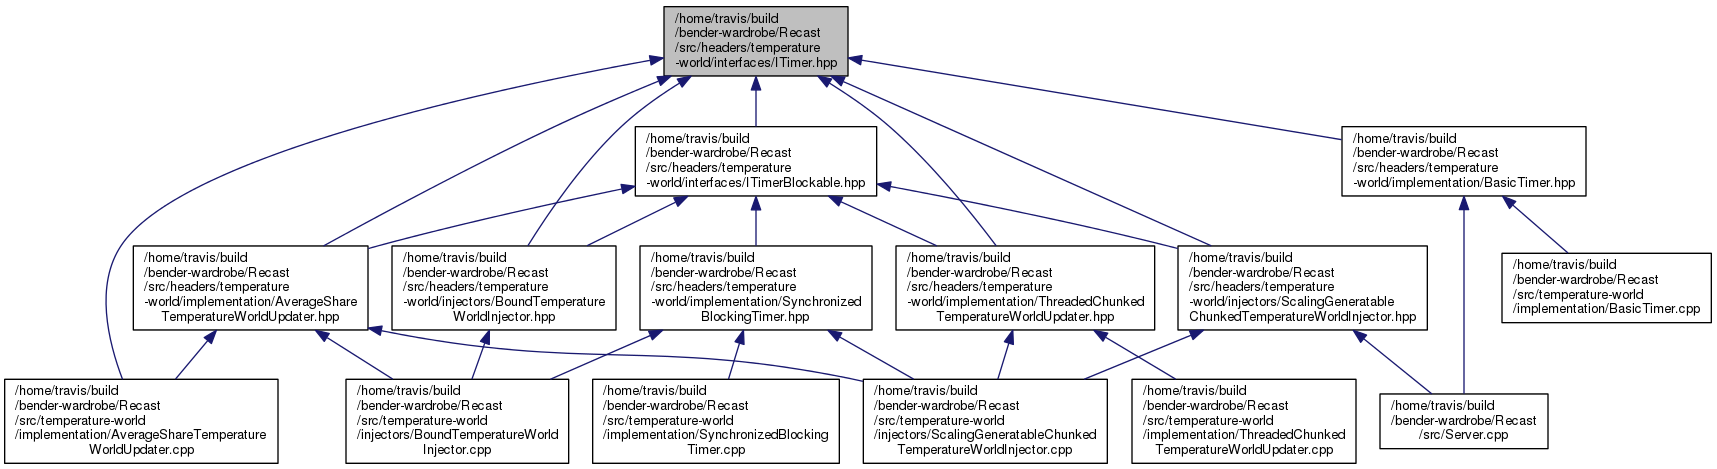 /home/travis/build
/bender-wardrobe/Recast
/src/headers/temperature
-world/interfaces/ITimer.hpp
/home/travis/build
/bender-wardrobe/Recast
/src/headers/temperature
-world/interfaces/ITimerBlockable.hpp
/home/travis/build
/bender-wardrobe/Recast
/src/headers/temperature
-world/implementation/BasicTimer.hpp
/home/travis/build
/bender-wardrobe/Recast
/src/headers/temperature
-world/implementation/AverageShare
TemperatureWorldUpdater.hpp
/home/travis/build
/bender-wardrobe/Recast
/src/headers/temperature
-world/injectors/BoundTemperature
WorldInjector.hpp
/home/travis/build
/bender-wardrobe/Recast
/src/headers/temperature
-world/implementation/Synchronized
BlockingTimer.hpp
/home/travis/build
/bender-wardrobe/Recast
/src/headers/temperature
-world/implementation/ThreadedChunked
TemperatureWorldUpdater.hpp
/home/travis/build
/bender-wardrobe/Recast
/src/headers/temperature
-world/injectors/ScalingGeneratable
ChunkedTemperatureWorldInjector.hpp
/home/travis/build
/bender-wardrobe/Recast
/src/temperature-world
/implementation/BasicTimer.cpp
/home/travis/build
/bender-wardrobe/Recast
/src/temperature-world
/implementation/AverageShareTemperature
WorldUpdater.cpp
/home/travis/build
/bender-wardrobe/Recast
/src/temperature-world
/injectors/BoundTemperatureWorld
Injector.cpp
/home/travis/build
/bender-wardrobe/Recast
/src/temperature-world
/implementation/SynchronizedBlocking
Timer.cpp
/home/travis/build
/bender-wardrobe/Recast
/src/temperature-world
/injectors/ScalingGeneratableChunked
TemperatureWorldInjector.cpp
/home/travis/build
/bender-wardrobe/Recast
/src/temperature-world
/implementation/ThreadedChunked
TemperatureWorldUpdater.cpp
/home/travis/build
/bender-wardrobe/Recast
/src/Server.cpp